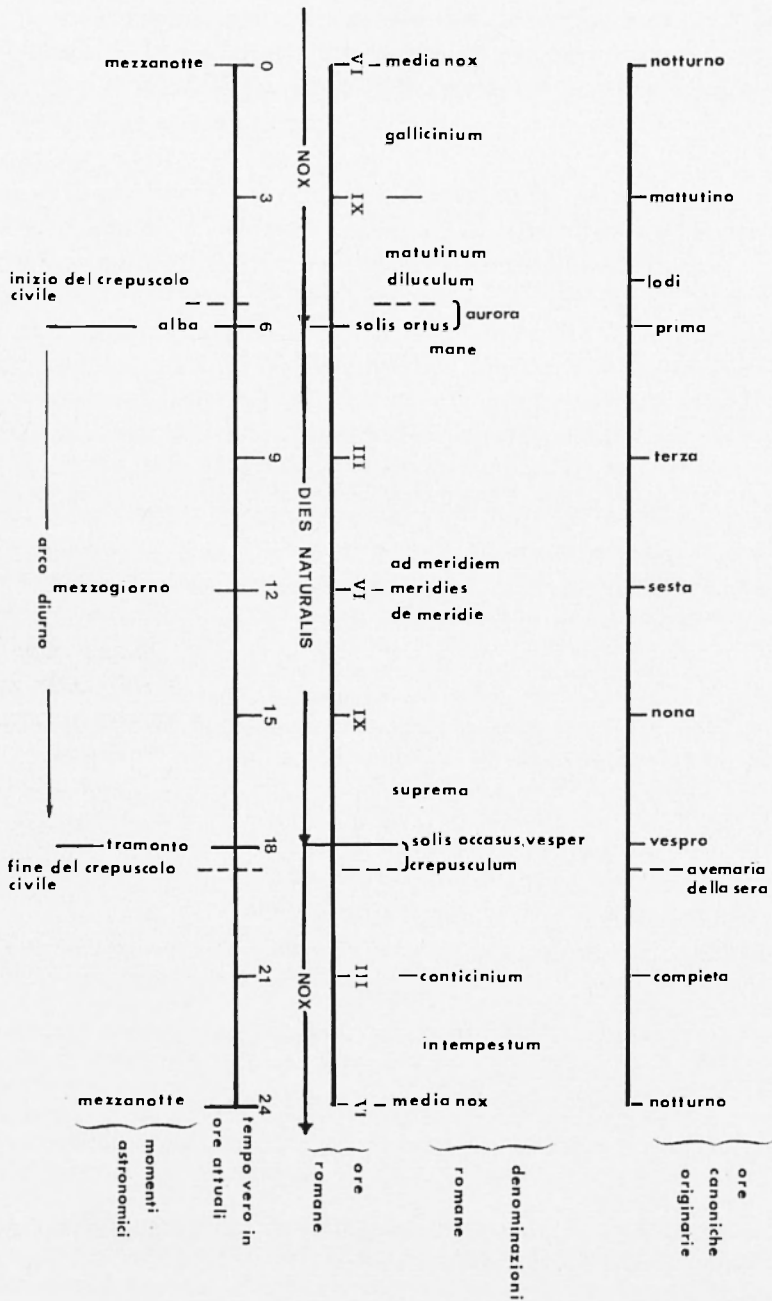 mezzanotte 0 VI media nox notturno
gallicinium
NOX
3 IX mattutino
matutinum
inizio del crepuscolo diluculum lodi
civile
aurora
alba 6 solis ortus prima
mane
9 III terza
DIES NATURALIS
arco diurno
ad meridiem
mezzogiorno 12 VI meridies sesta
de meridie
15 IX nona
suprema
tramonto 18 solis occasus, vesper vespro
fine del crepuscolo crepusculum avemaria
civile della sera
21 III conticinium compieta
NOX
intempestum
mezzanotte 24 VI media nox notturno
momenti
astronomici
tempo vero in
ore attuali
ore
romane
denominazioni
romane
ore
canoniche
originarie